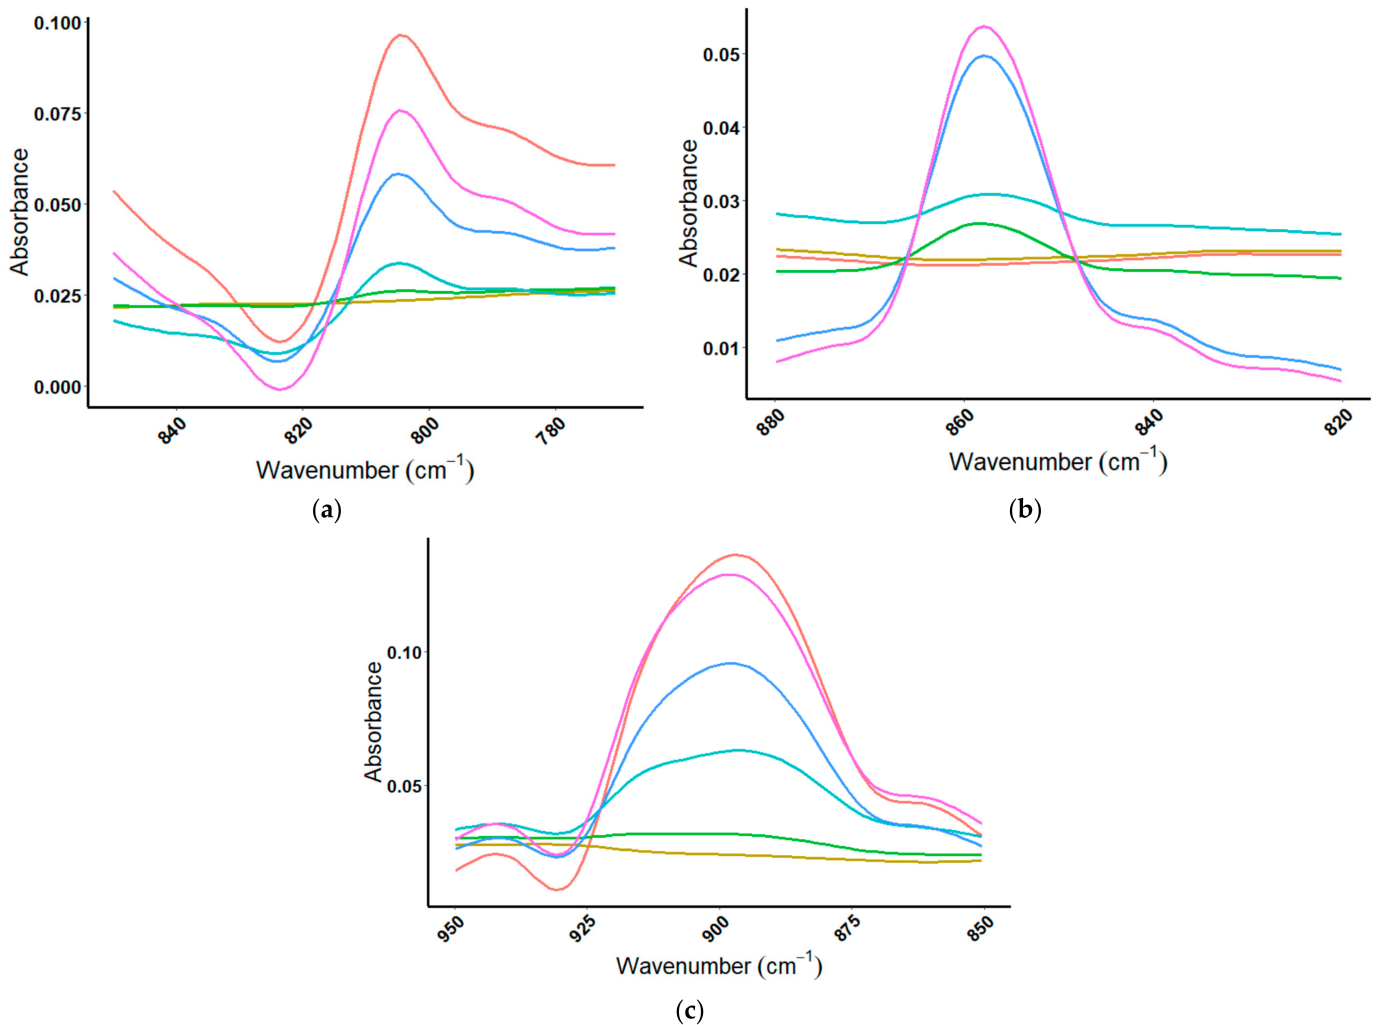 0.100
0.075
0.050
0.025
0.000
Absorbance
840 820 800 780
Wavenumber (cm⁻¹)
(a)
0.05
0.04
0.03
0.02
0.01
Absorbance
880 860 840 820
Wavenumber (cm⁻¹)
(b)
0.10
0.05
Absorbance
950 925 900 875 850
Wavenumber (cm⁻¹)
(c)